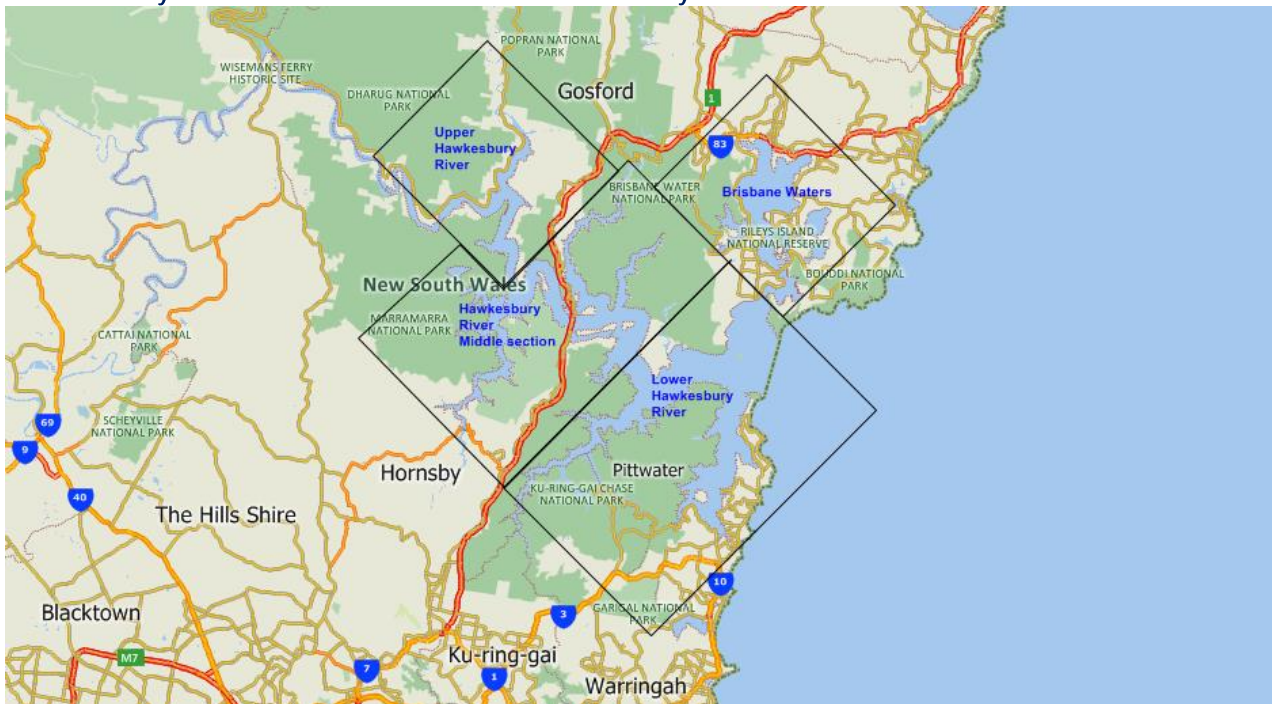 POPRAN NATIONAL
PARK
WISEMANS FERRY
HISTORIC SITE
Gosford
DHARUG NATIONAL
PARK
1
Upper
Hawkesbury
River
83
BRISBANE WATER
NATIONAL PARK
Brisbane Waters
RILEYS ISLAND
NATIONAL RESERVE
BOUDDI NATIONAL
PARK
New South Wales
Hawkesbury
River
Middle section
MARRAMARRA
NATIONAL PARK
CATTAI NATIONAL
PARK
Lower
Hawkesbury
River
69
SCHEYVILLE
NATIONAL PARK
9
Hornsby
Pittwater
40
KU-RING-GAI CHASE
NATIONAL PARK
The Hills Shire
10
Blacktown
3
GARIGAL NATIONAL
PARK
M7
7
Ku-ring-gai
1
Warringah